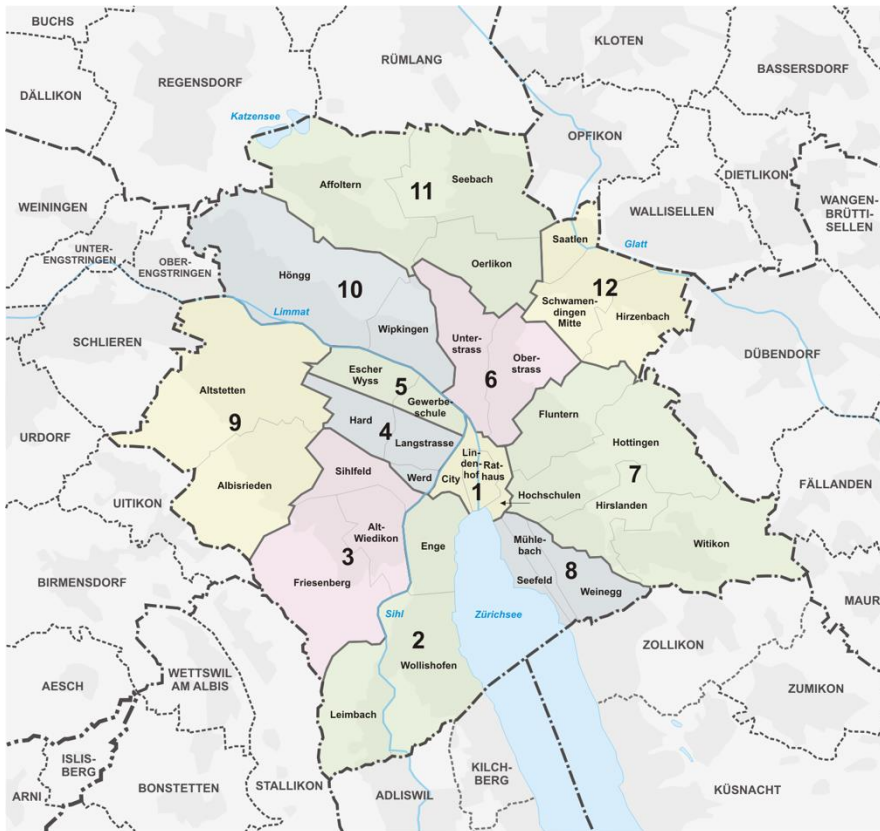 BUCHS
KLOTEN
RÜMLANG
BASSERSDORF
REGENSDORF
DÄLLIKON
Katzensee
OPFIKON
DIETLIKON
Affoltern
Seebach
11
WANGEN-
BRÜTTI-
SELLEN
WEININGEN
WALLISELLEN
Saatlen
Glatt
UNTER-
ENGSTRINGEN
OBER-
ENGSTRINGEN
Höngg
Oerlikon
10
12
Schwamen-
dingen
Mitte
Hirzenbach
Limmat
Wipkingen
Unter-
strass
SCHLIEREN
DÜBENDORF
Ober-
strass
6
Escher
Wyss
5
Altstetten
Gewerbe-
schule
Fluntern
9
Hard
4
Langstrasse
Hottingen
URDORF
Lin-
den-
hof
Rat-
haus
Sihlfeld
7
Werd
City
1
Albisrieden
Hochschulen
FÄLLANDEN
UITIKON
Hirslanden
Alt-
Wiedikon
Mühle-
bach
Witikon
Enge
3
8
Friesenberg
Seefeld
Weinegg
BIRMENSDORF
MAUR
Sihl
Zürichsee
2
ZOLLIKON
Wollishofen
WETTSWIL
AM ALBIS
AESCH
ZUMIKON
Leimbach
ISLIS-
BERG
KILCH-
BERG
BONSTETTEN
STALLIKON
ARNI
ADLISWIL
KÜSNACHT